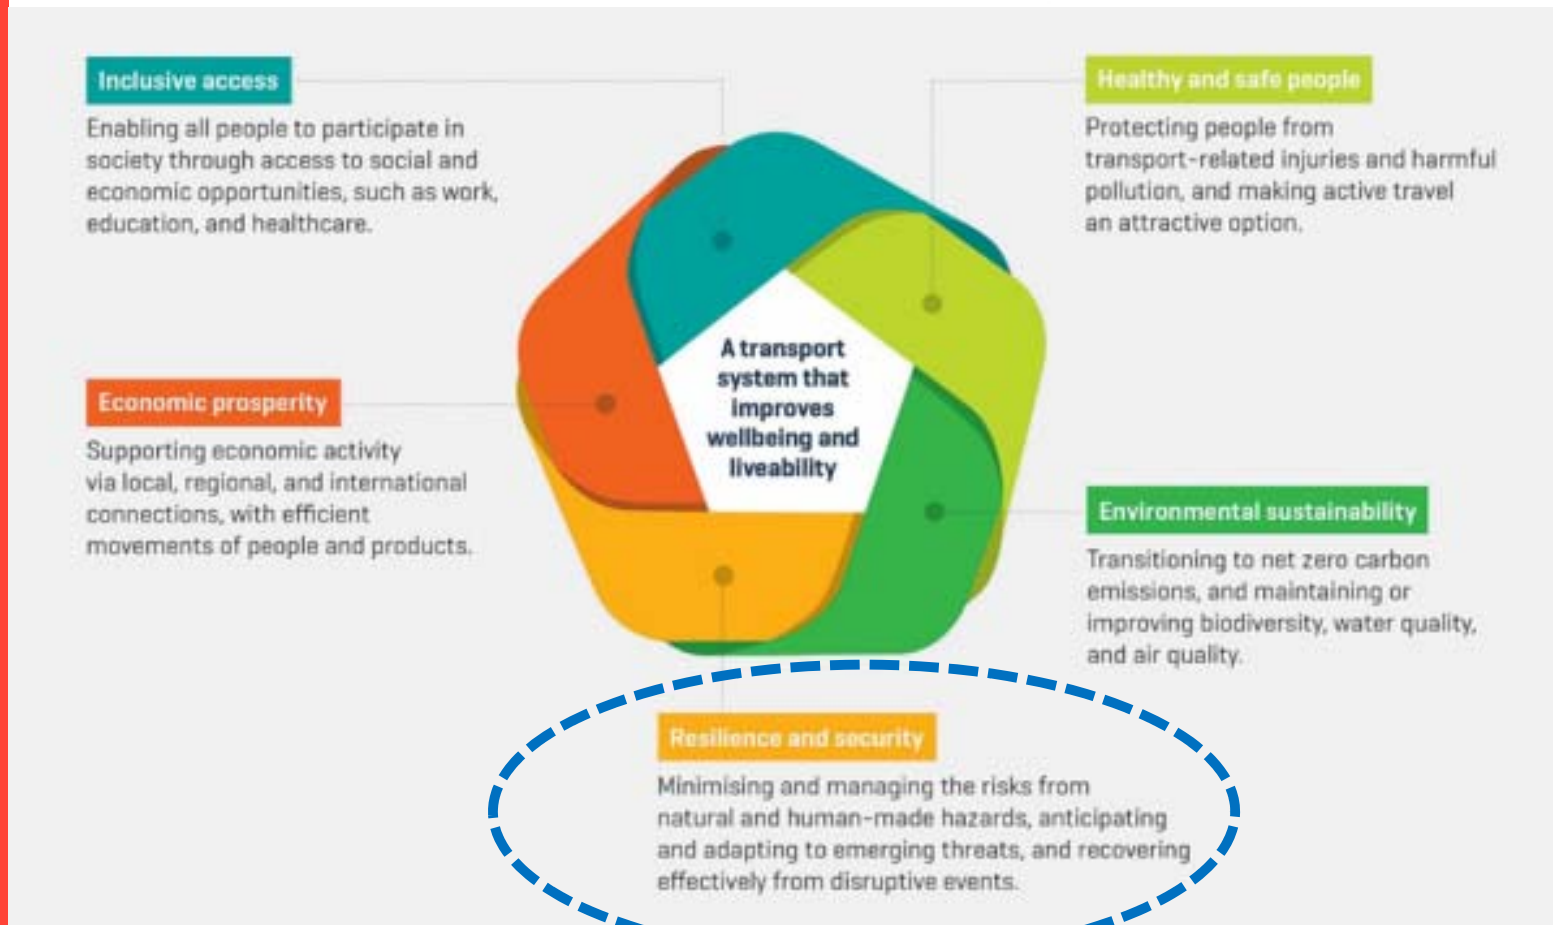 Inclusive access
Enabling all people to participate in
society through access to social and
economic opportunities, such as work,
education, and healthcare.
Healthy and safe people
Protecting people from
transport-related injuries and harmful
pollution, and making active travel
an attractive option.
A transport
system that
improves
wellbeing and
liveability
Economic prosperity
Supporting economic activity
via local, regional, and international
connections, with efficient
movements of people and products.
Environmental sustainability
Transitioning to net zero carbon
emissions, and maintaining or
improving biodiversity, water quality,
and air quality.
Resilience and security
Minimising and managing the risks from
natural and human-made hazards, anticipating
and adapting to emerging threats, and recovering
effectively from disruptive events.